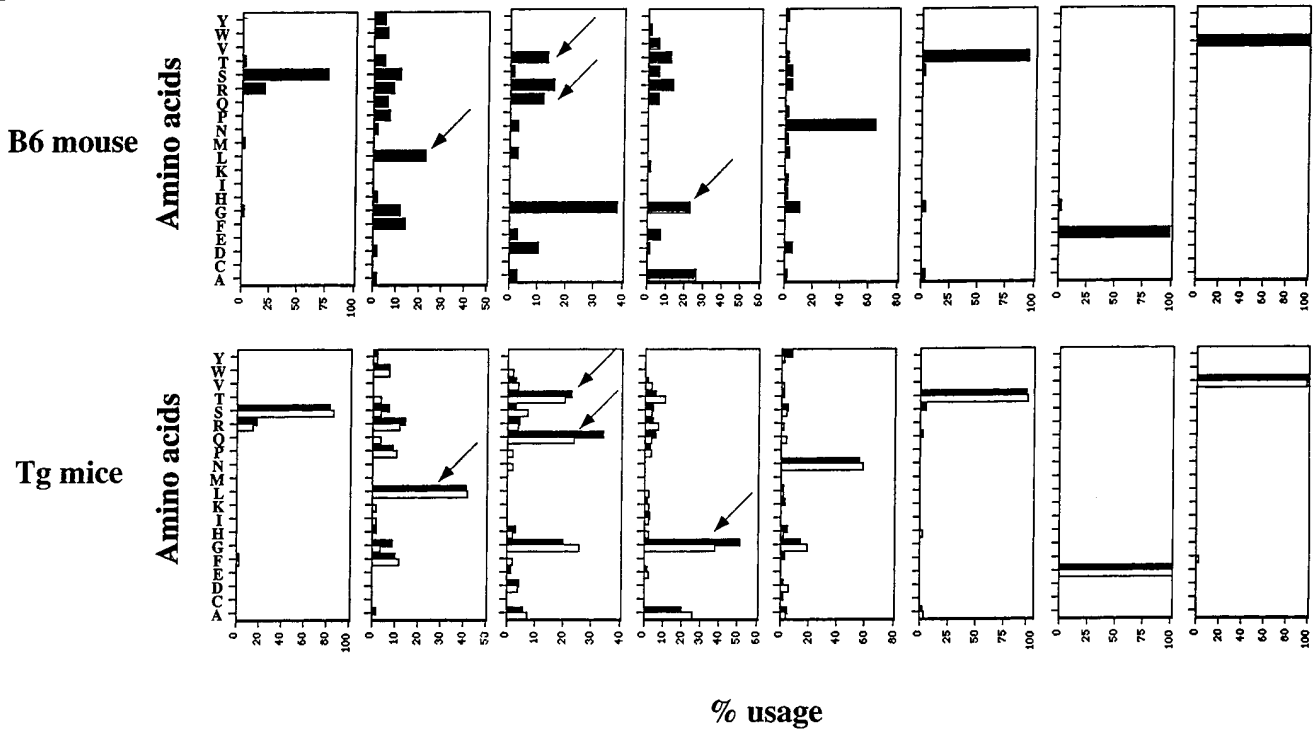 B6 mouse
Amino acids
Y
W
V
T
S
R
Q
P
N
M
L
K
I
H
G
F
E
D
C
A
0 25 50 75 100
0 10 20 30 40 50
0 10 20 30 40
0 10 20 30 40 50 60
0 20 40 60 80
0 25 50 75 100
0 25 50 75 100
0 20 40 60 80 100
Tg mice
Amino acids
Y
W
V
T
S
R
Q
P
N
M
L
K
I
H
G
F
E
D
C
A
0 20 40 60 80 100
0 10 20 30 40 50
0 10 20 30 40
0 10 20 30 40 50 60
0 20 40 60 80
0 25 50 75 100
0 25 50 75 100
0 20 40 60 80 100
% usage